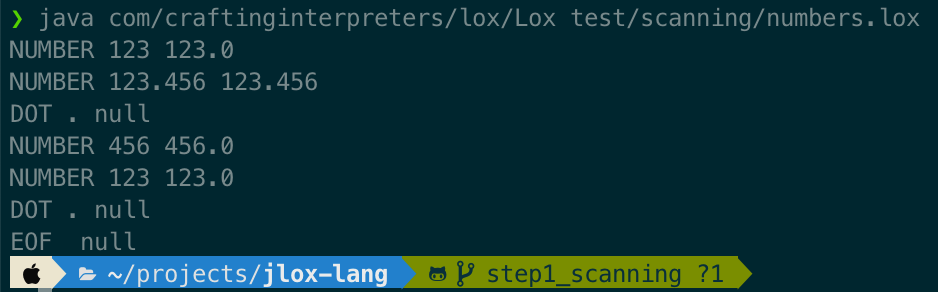 ❯ java com/craftinginterpreters/lox/Lox test/scanning/numbers.lox
NUMBER 123 123.0
NUMBER 123.456 123.456
DOT . null
NUMBER 456 456.0
NUMBER 123 123.0
DOT . null
EOF  null
~/projects/jlox-lang step1_scanning ?1